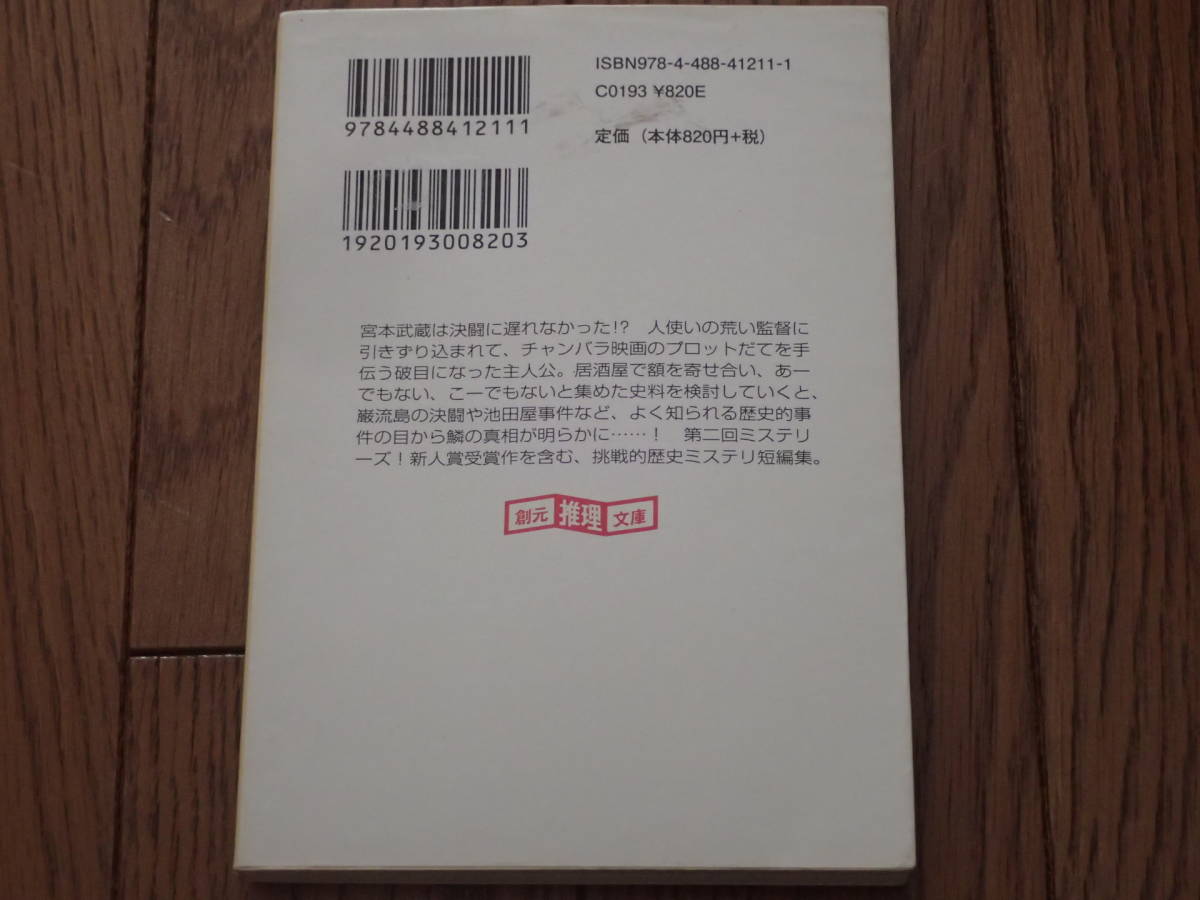 ISBN978-4-488-41211-1
C0193 ¥820E
定価（本体820円+税）
9784488412111
1920193008203
宮本武蔵は決闘に遅れなかった!?　人使いの荒い監督に
引きずり込まれて、チャンバラ映画のプロットだてを手
伝う破目になった主人公。居酒屋で額を寄せ合い、あー
でもない、こーでもないと集めた史料を検討していくと、
巌流島の決闘や池田屋事件など、よく知られる歴史的事
件の目から鱗の真相が明らかに……！　第二回ミステリ
ーズ！新人賞受賞作を含む、挑戦的歴史ミステリ短編集。
創元推理文庫